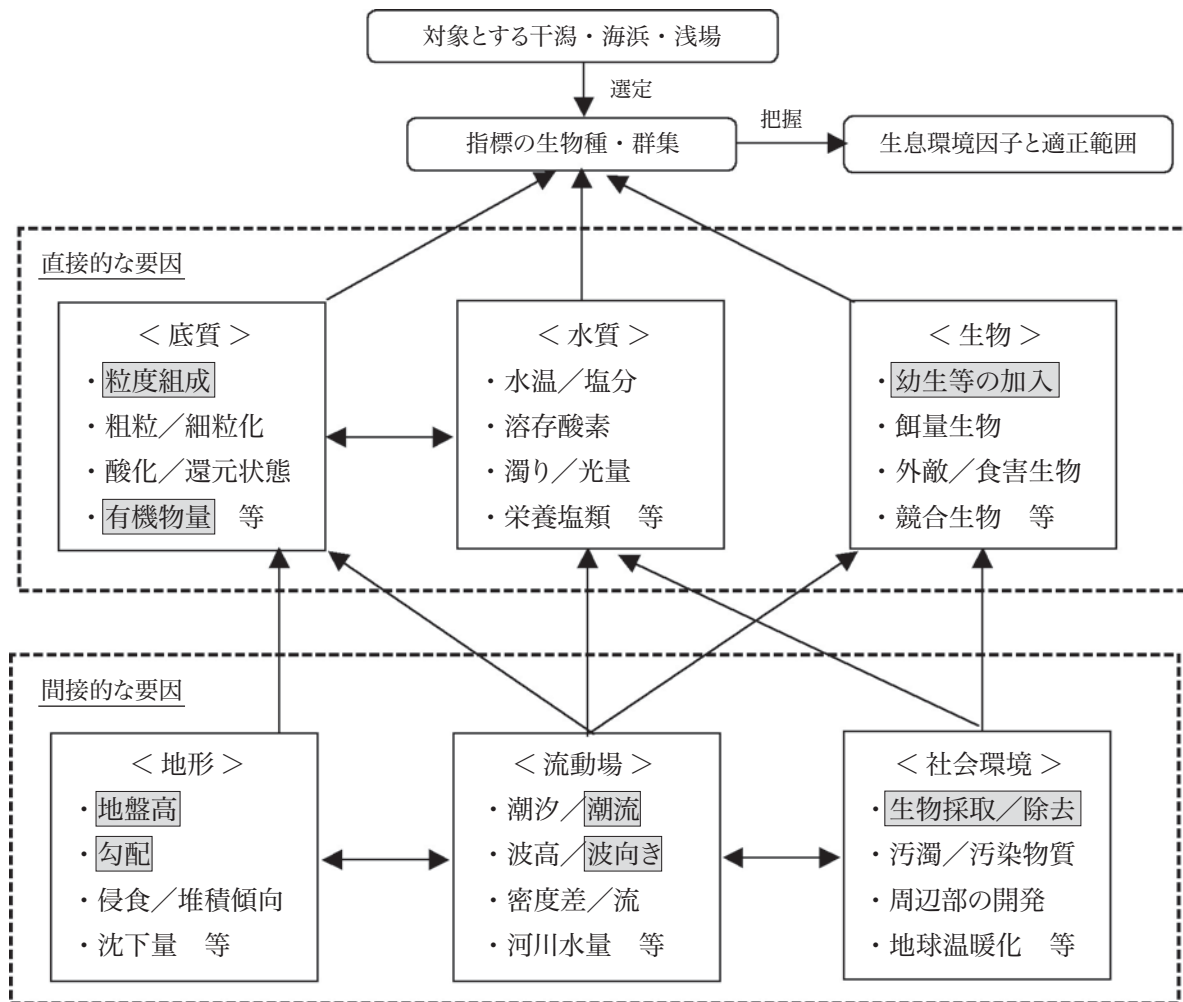 対象とする干潟・海浜・浅場
選定
指標の生物種・群集
把握
生息環境因子と適正範囲
直接的な要因
＜底質＞
・粒度組成
・粗粒／細粒化
・酸化／還元状態
・有機物量　等
＜水質＞
・水温／塩分
・溶存酸素
・濁り／光量
・栄養塩類　等
＜生物＞
・幼生等の加入
・餌量生物
・外敵／食害生物
・競合生物　等
間接的な要因
＜地形＞
・地盤高
・勾配
・侵食／堆積傾向
・沈下量　等
＜流動場＞
・潮汐／潮流
・波高／波向き
・密度差／流
・河川水量　等
＜社会環境＞
・生物採取／除去
・汚濁／汚染物質
・周辺部の開発
・地球温暖化　等